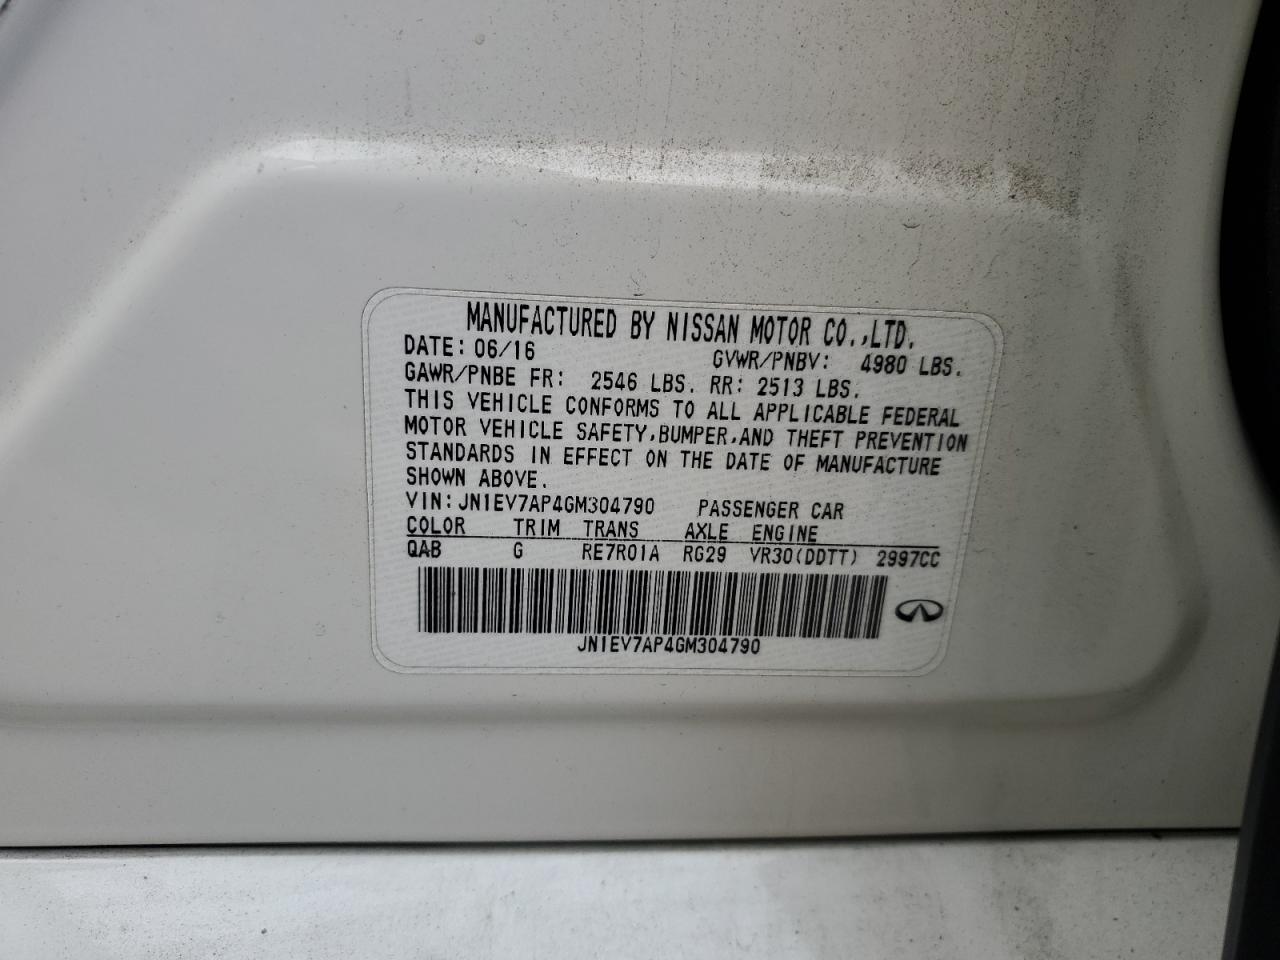 MANUFACTURED BY NISSAN MOTOR CO.,LTD.
DATE: 06/16 GVWR/PNBV: 4980 LBS.
GAWR/PNBE FR: 2546 LBS. RR: 2513 LBS.
THIS VEHICLE CONFORMS TO ALL APPLICABLE FEDERAL
MOTOR VEHICLE SAFETY,BUMPER,AND THEFT PREVENTION
STANDARDS IN EFFECT ON THE DATE OF MANUFACTURE
SHOWN ABOVE.
VIN: JN1EV7AP4GM304790 PASSENGER CAR
COLOR TRIM TRANS AXLE ENGINE
QAB G RE7R01A RG29 VR30(DDTT) 2997CC
JN1EV7AP4GM304790